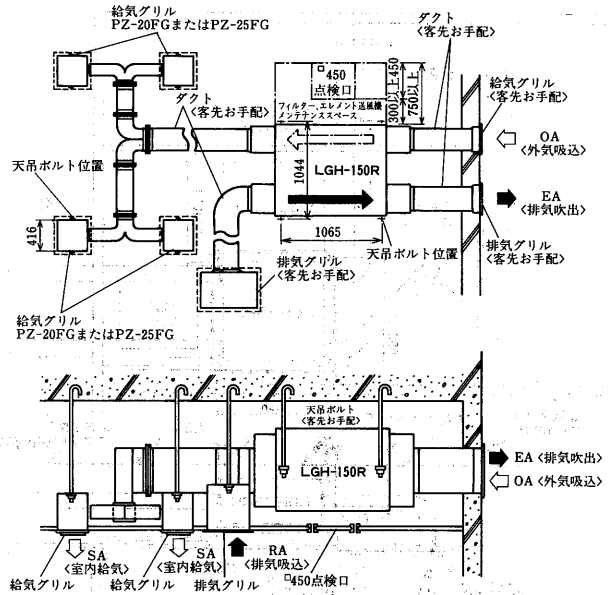 給気グリル
PZ-20FGまたはPZ-25FG
ダクト
<客先お手配>
ダクト
<客先お手配>
□450
点検口
フィルター、エレメント送風機
メンテナンススペース
300以上
450
750以上
給気グリル
<客先お手配>
OA
<外気吸込>
天吊ボルト位置
1044
LGH-150R
EA
<排気吹出>
416
1065
天吊ボルト位置
排気グリル
<客先お手配>
排気グリル
<客先お手配>
給気グリル
PZ-20FGまたはPZ-25FG
天吊ボルト
<客先お手配>
LGH-150R
EA <排気吹出>
OA <外気吸込>
SA
<室内給気>
SA
<室内給気>
RA
<排気吸込>
給気グリル
給気グリル
排気グリル
□450点検口